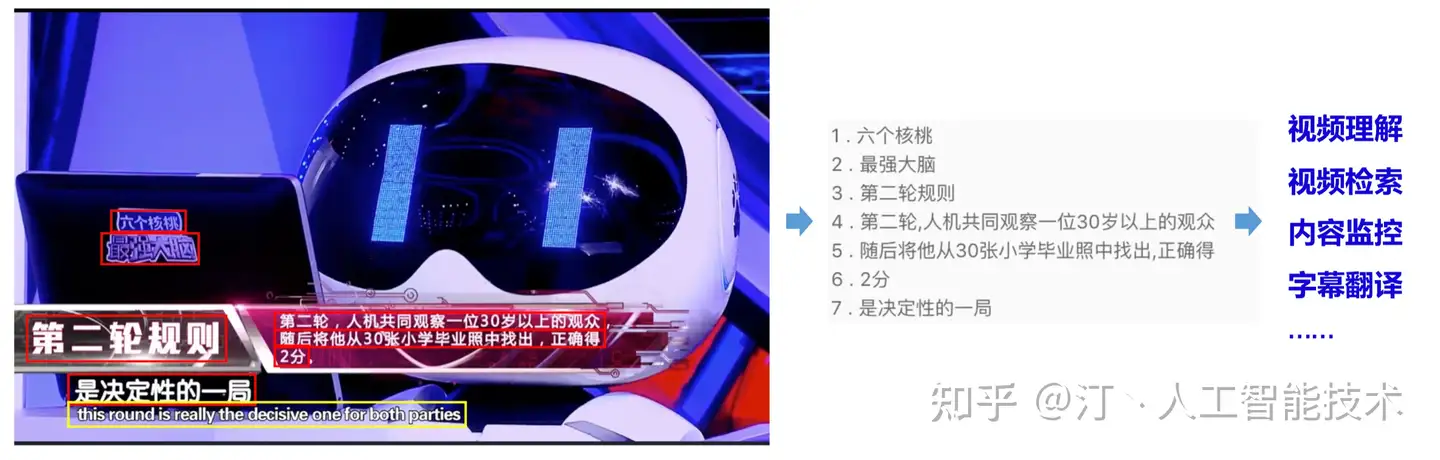 六个核桃
最强大脑
第二轮规则
第二轮，人机共同观察一位30岁以上的观众，
随后将他从30张小学毕业照中找出，正确得
2分。
是决定性的一局
this round is really the decisive one for both parties
1 . 六个核桃
2 . 最强大脑
3 . 第二轮规则
4 . 第二轮,人机共同观察一位30岁以上的观众
5 . 随后将他从30张小学毕业照中找出,正确得
6 . 2分
7 . 是决定性的一局
视频理解
视频检索
内容监控
字幕翻译
……
知乎 @汀丶人工智能技术